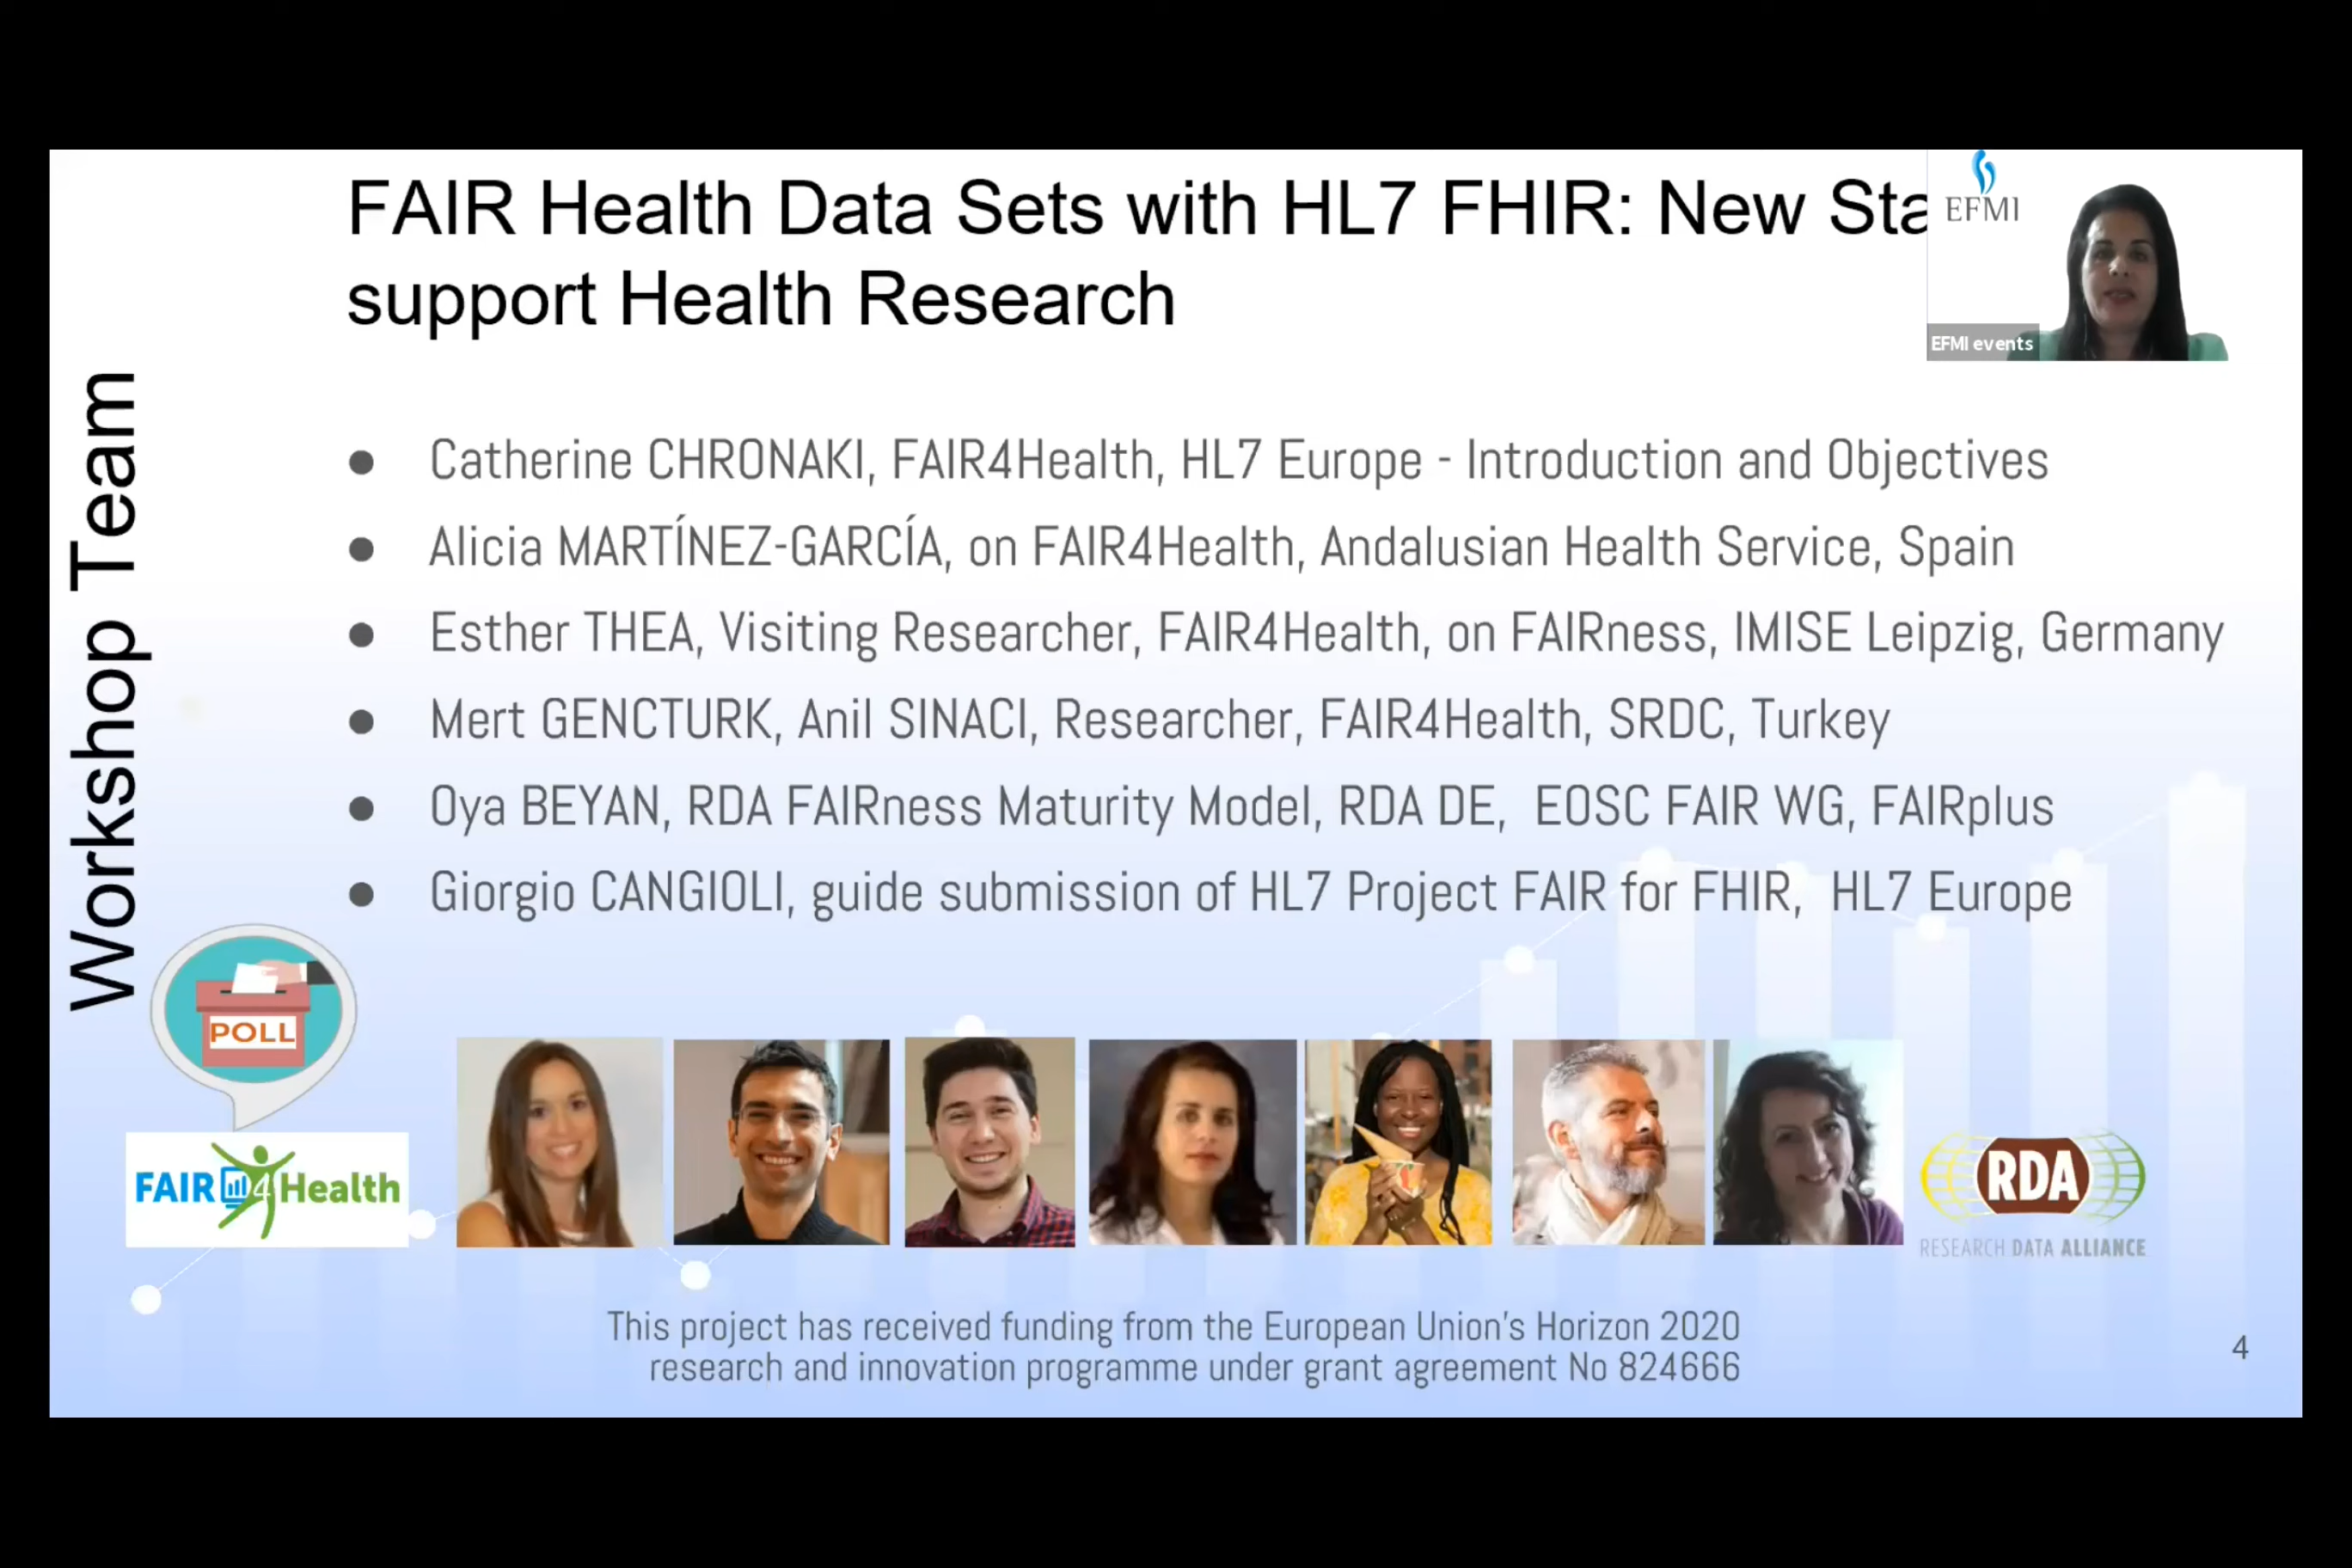 FAIR Health Data Sets with HL7 FHIR: New Sta
support Health Research
EFMI
EFMI events
Workshop Team
● Catherine CHRONAKI, FAIR4Health, HL7 Europe - Introduction and Objectives
● Alicia MARTÍNEZ-GARCÍA, on FAIR4Health, Andalusian Health Service, Spain
● Esther THEA, Visiting Researcher, FAIR4Health, on FAIRness, IMISE Leipzig, Germany
● Mert GENCTURK, Anil SINACI, Researcher, FAIR4Health, SRDC, Turkey
● Oya BEYAN, RDA FAIRness Maturity Model, RDA DE, EOSC FAIR WG, FAIRplus
● Giorgio CANGIOLI, guide submission of HL7 Project FAIR for FHIR, HL7 Europe
POLL
FAIR4Health
RDA
RESEARCH DATA ALLIANCE
This project has received funding from the European Union's Horizon 2020
research and innovation programme under grant agreement No 824666
4